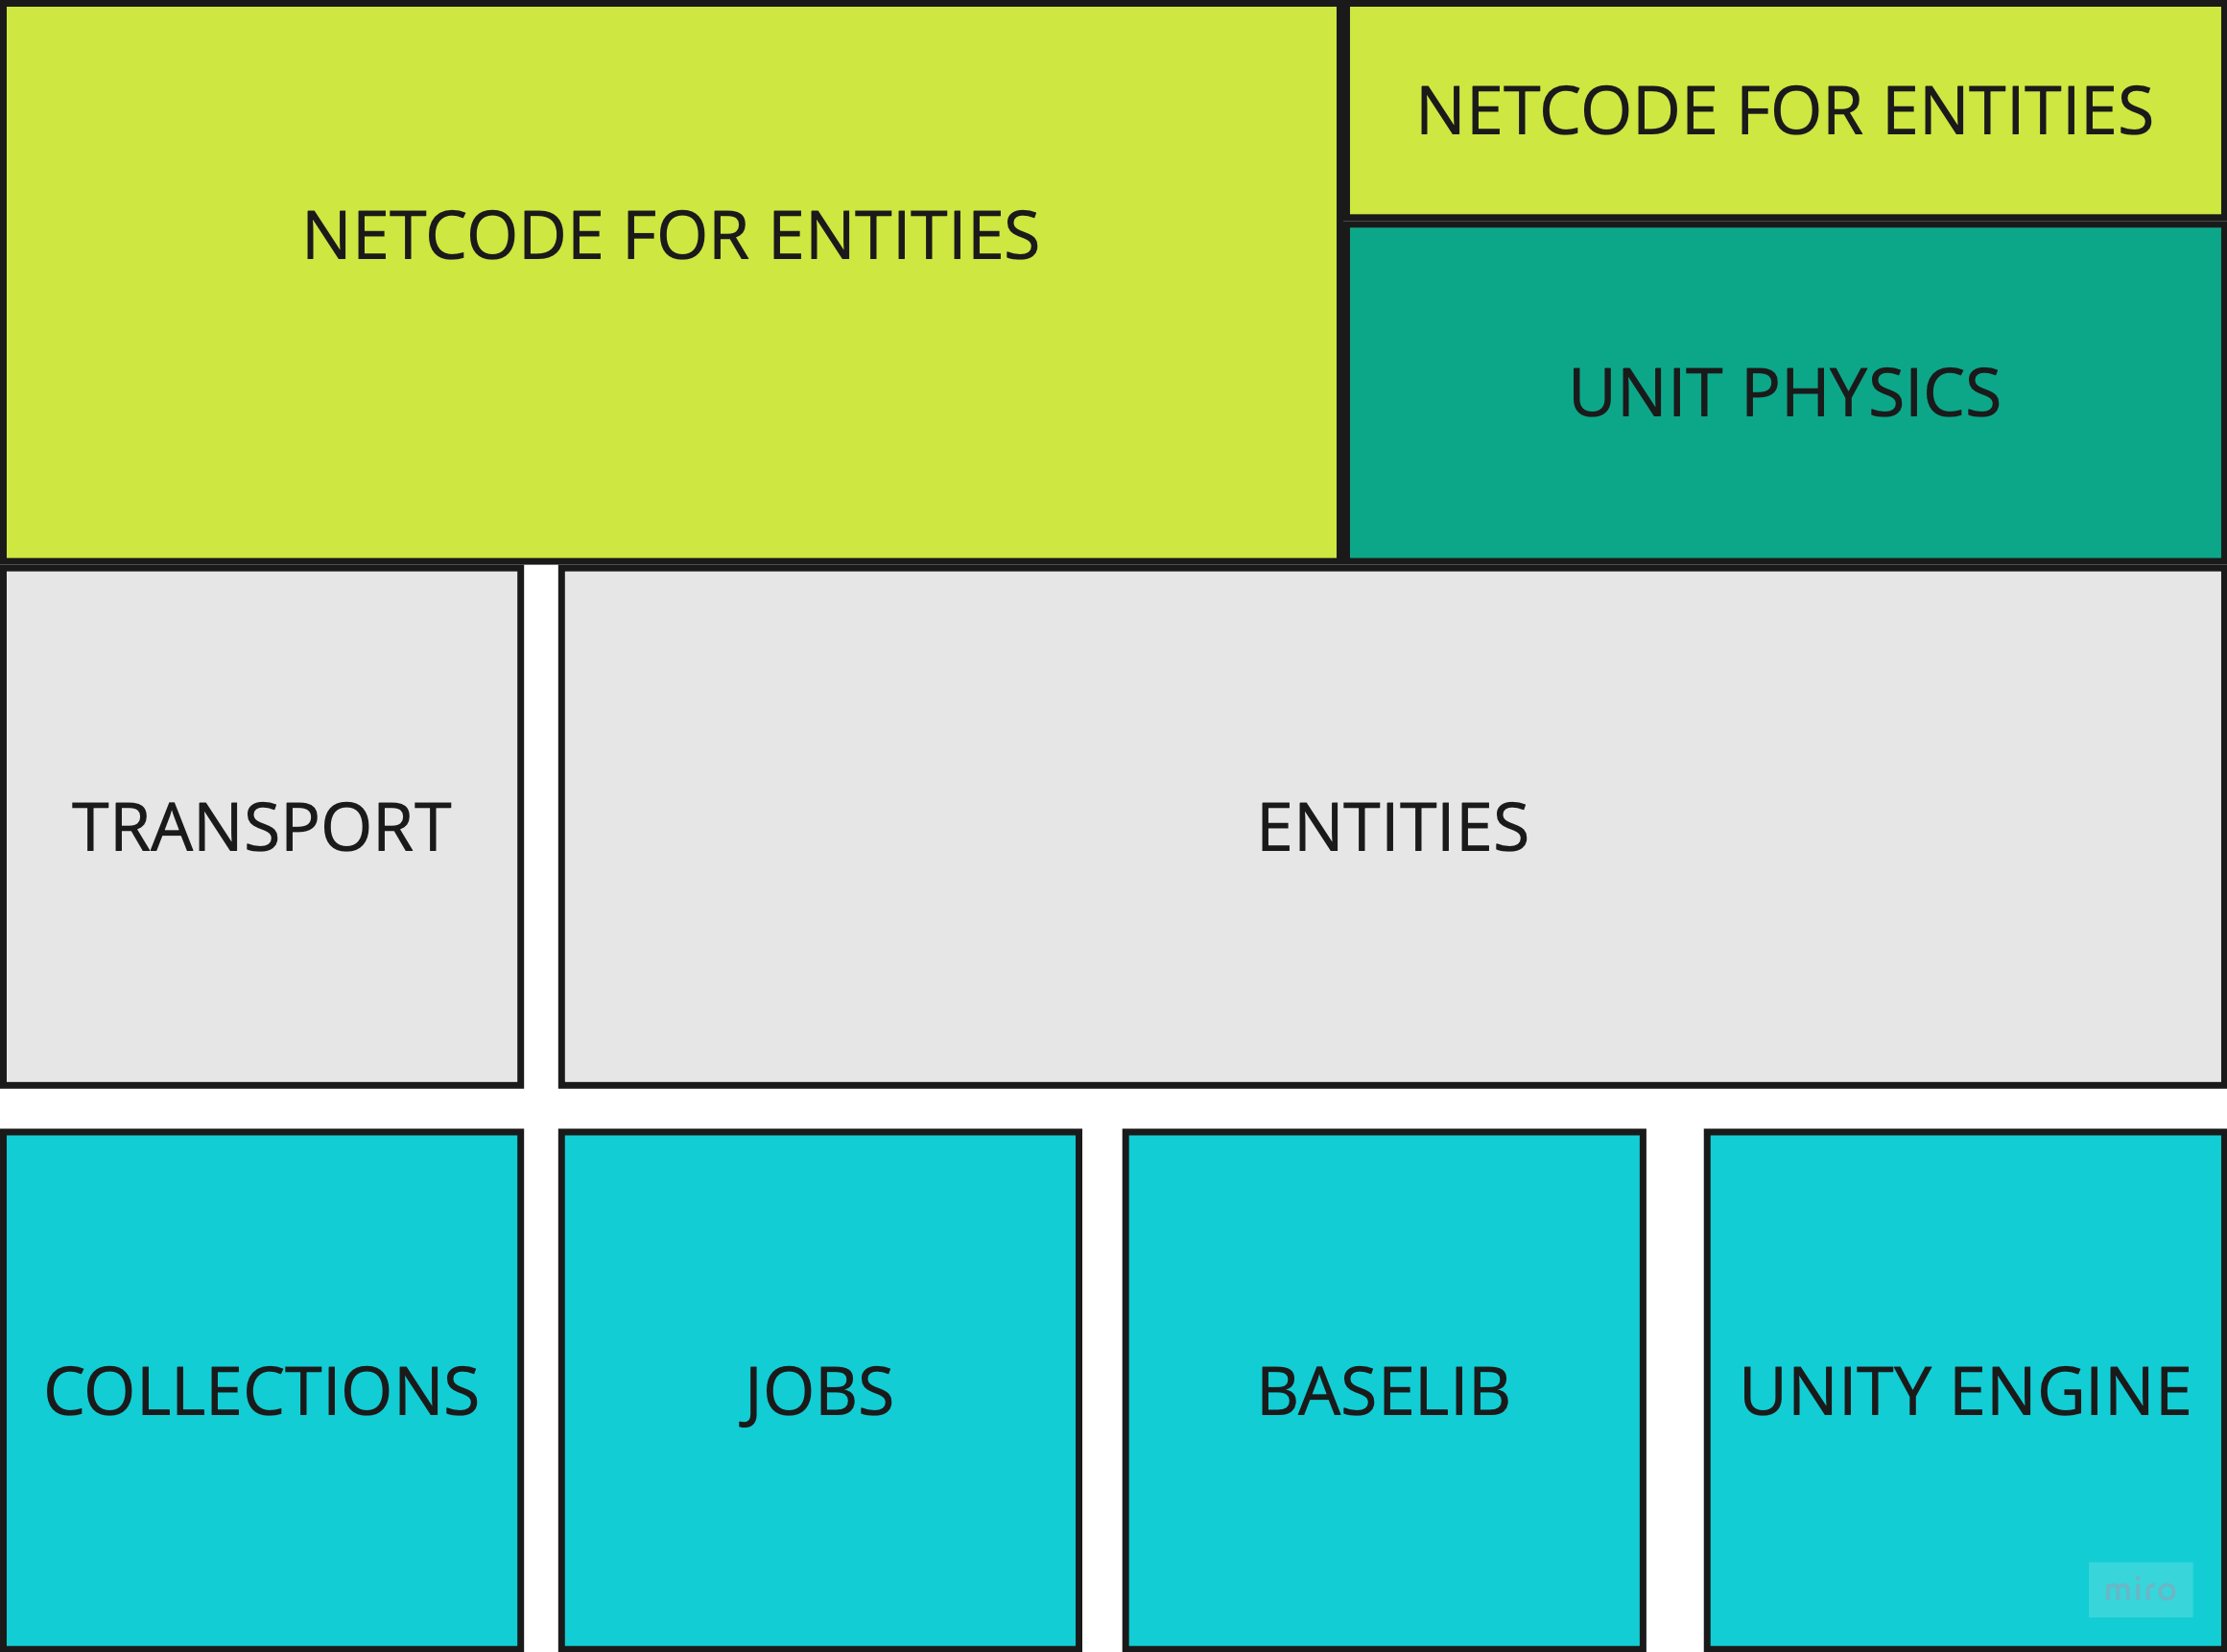 NETCODE FOR ENTITIES
NETCODE FOR ENTITIES
UNIT PHYSICS
TRANSPORT
ENTITIES
COLLECTIONS
JOBS
BASELIB
UNITY ENGINE
miro